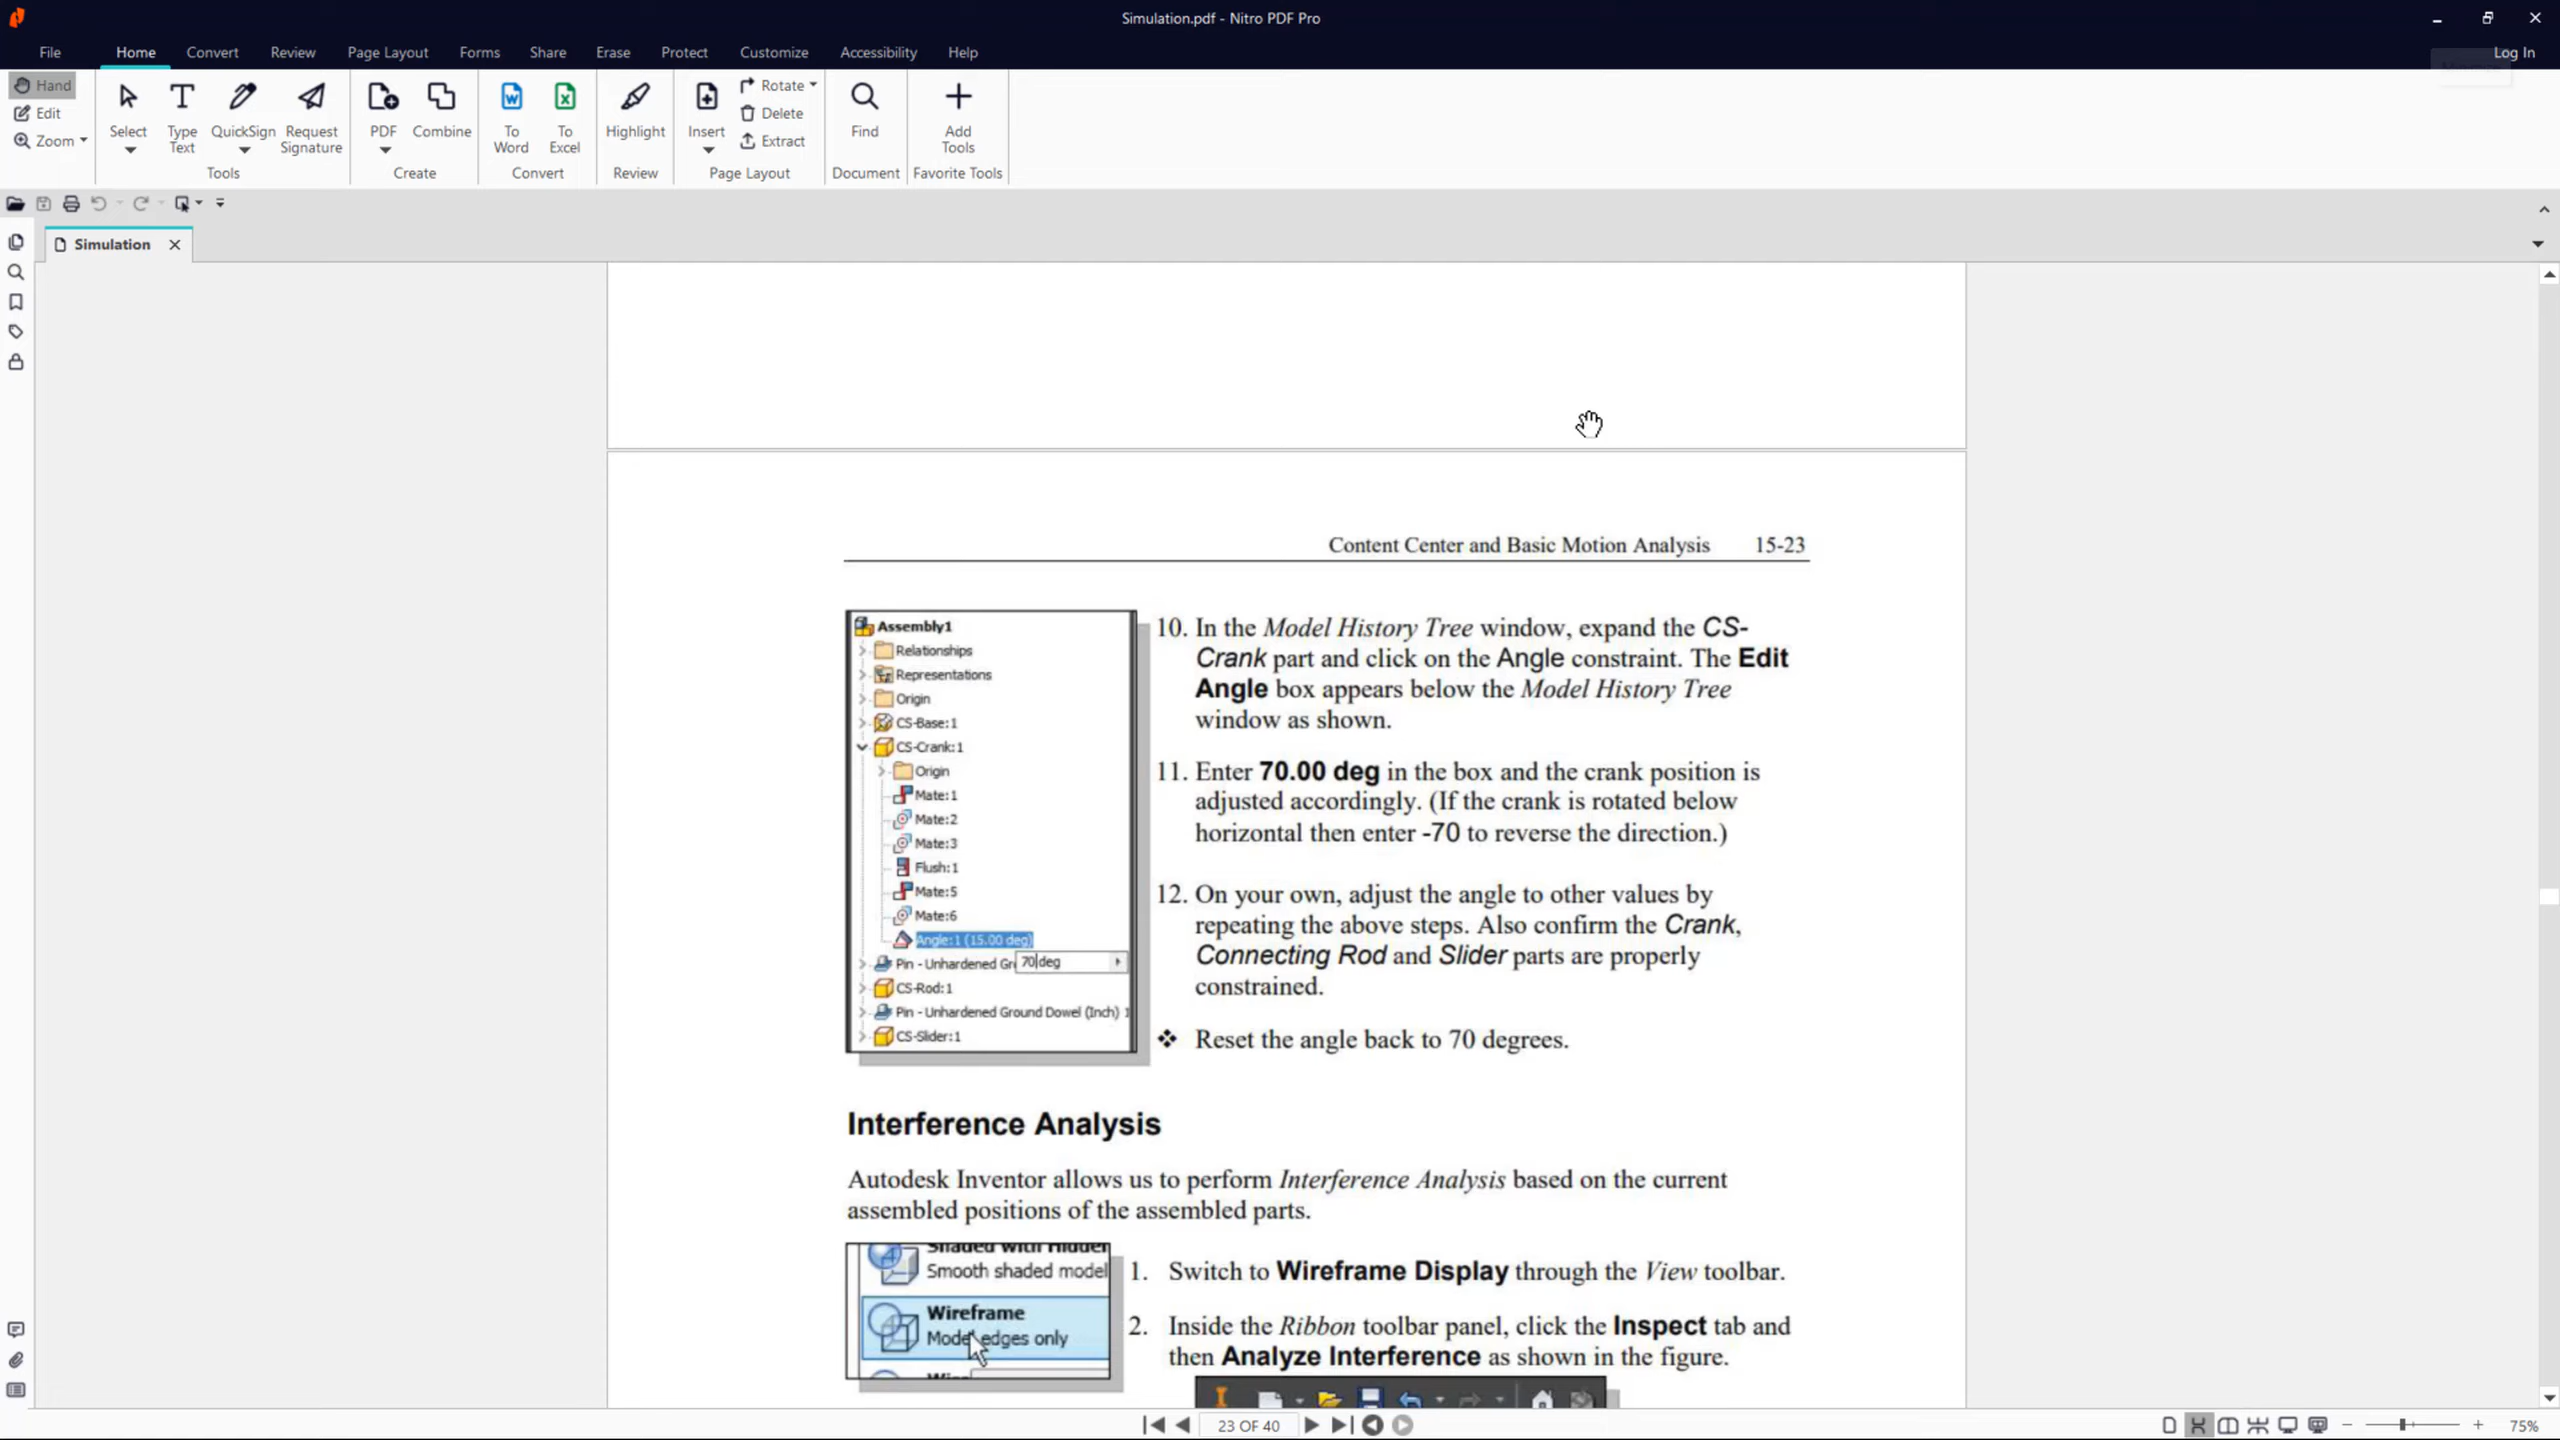 Simulation.pdf - Nitro PDF Pro
File Home Convert Review Page Layout Forms Share Erase Protect Customize Accessibility Help
Log In
Hand
Edit
Zoom
Select
Type
Text
QuickSign
Request
Signature
Tools
PDF
Combine
Create
To
Word
To
Excel
Convert
Highlight
Review
Insert
Rotate
Delete
Extract
Page Layout
Find
Document
Add
Tools
Favorite Tools
Simulation
Content Center and Basic Motion Analysis 15-23
Assembly1
Relationships
Representations
Origin
CS-Base:1
CS-Crank:1
Origin
Mate:1
Mate:2
Mate:3
Flush:1
Mate:5
Mate:6
Angle:1 (15.00 deg)
Pin - Unhardened Gr 70 deg
CS-Rod:1
Pin - Unhardened Ground Dowel (Inch) 1
CS-Slider:1
10. In the Model History Tree window, expand the CS-
Crank part and click on the Angle constraint. The Edit
Angle box appears below the Model History Tree
window as shown.
11. Enter 70.00 deg in the box and the crank position is
adjusted accordingly. (If the crank is rotated below
horizontal then enter -70 to reverse the direction.)
12. On your own, adjust the angle to other values by
repeating the above steps. Also confirm the Crank,
Connecting Rod and Slider parts are properly
constrained.
❖ Reset the angle back to 70 degrees.
Interference Analysis
Autodesk Inventor allows us to perform Interference Analysis based on the current
assembled positions of the assembled parts.
Shaded with Hidden
Smooth shaded model
Wireframe
Model edges only
1. Switch to Wireframe Display through the View toolbar.
2. Inside the Ribbon toolbar panel, click the Inspect tab and
then Analyze Interference as shown in the figure.
23 OF 40
75%